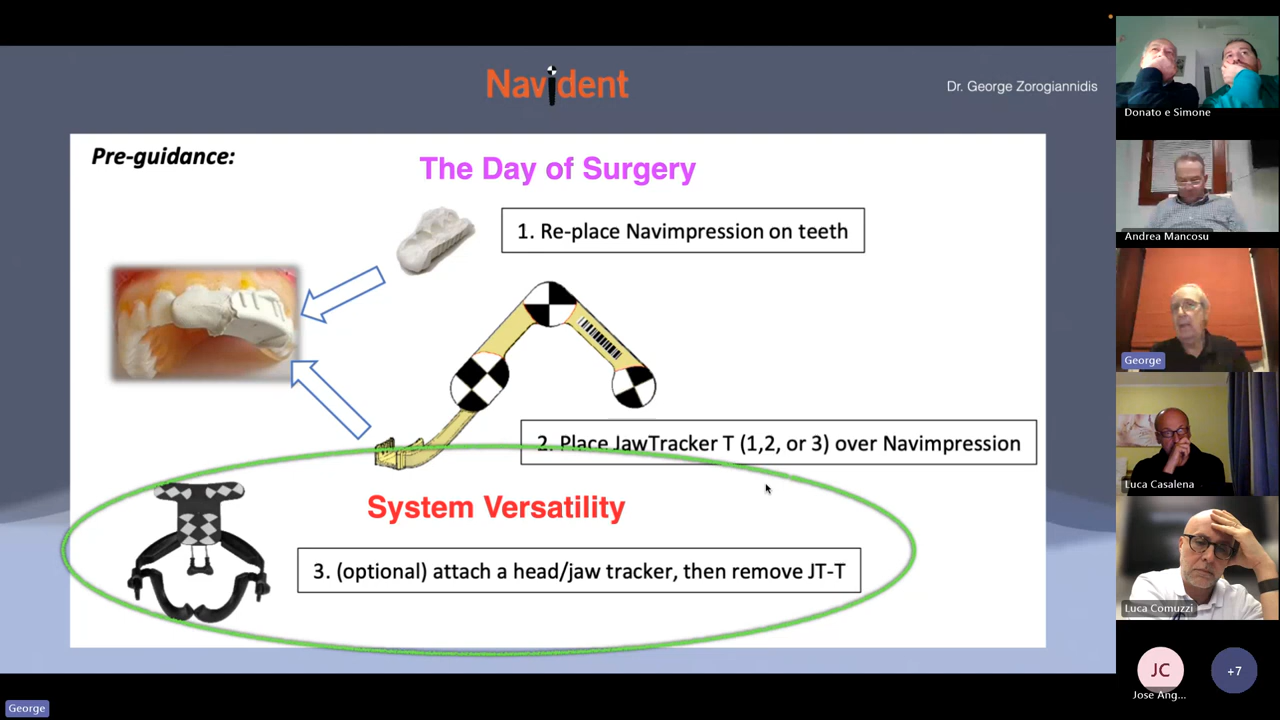 Navident
Dr. George Zorogiannidis
Pre-guidance:
The Day of Surgery
1. Re-place Navimpression on teeth
2. Place JawTracker T (1,2, or 3) over Navimpression
System Versatility
3. (optional) attach a head/jaw tracker, then remove JT-T
Donato e Simone
Andrea Mancosu
George
Luca Casalena
Luca Comuzzi
JC
Jose Ang...
+7
George